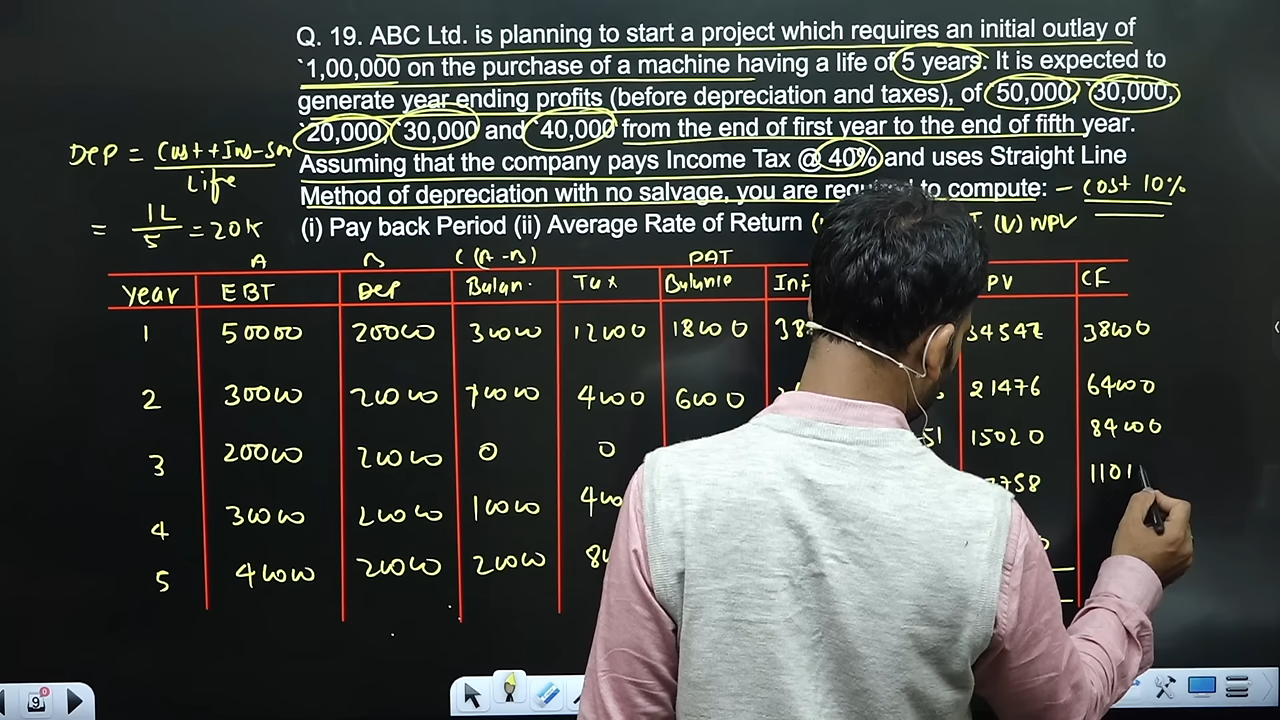 Q. 19. ABC Ltd. is planning to start a project which requires an initial outlay of
`1,00,000 on the purchase of a machine having a life of 5 years. It is expected to
generate year ending profits (before depreciation and taxes), of `50,000, `30,000,
`20,000, `30,000 and `40,000 from the end of first year to the end of fifth year.
Assuming that the company pays Income Tax @ 40% and uses Straight Line
Method of depreciation with no salvage, you are required to compute: - Cost 10%
(i) Pay back Period (ii) Average Rate of Return (V) NPV
Dep = Cost + Ins - 
Life
= 1L = 20K
5
A B C (A-B) PAT
Year EBT Dep Balan. Tax Balance PV CF
1 50000 20000 30000 12000 18000 34542 38000
2 30000 20000 10000 4000 6000 21476 64000
3 20000 20000 0 0 51 15020 84000
4 30000 20000 10000 1101
5 40000 20000 20000
9
0